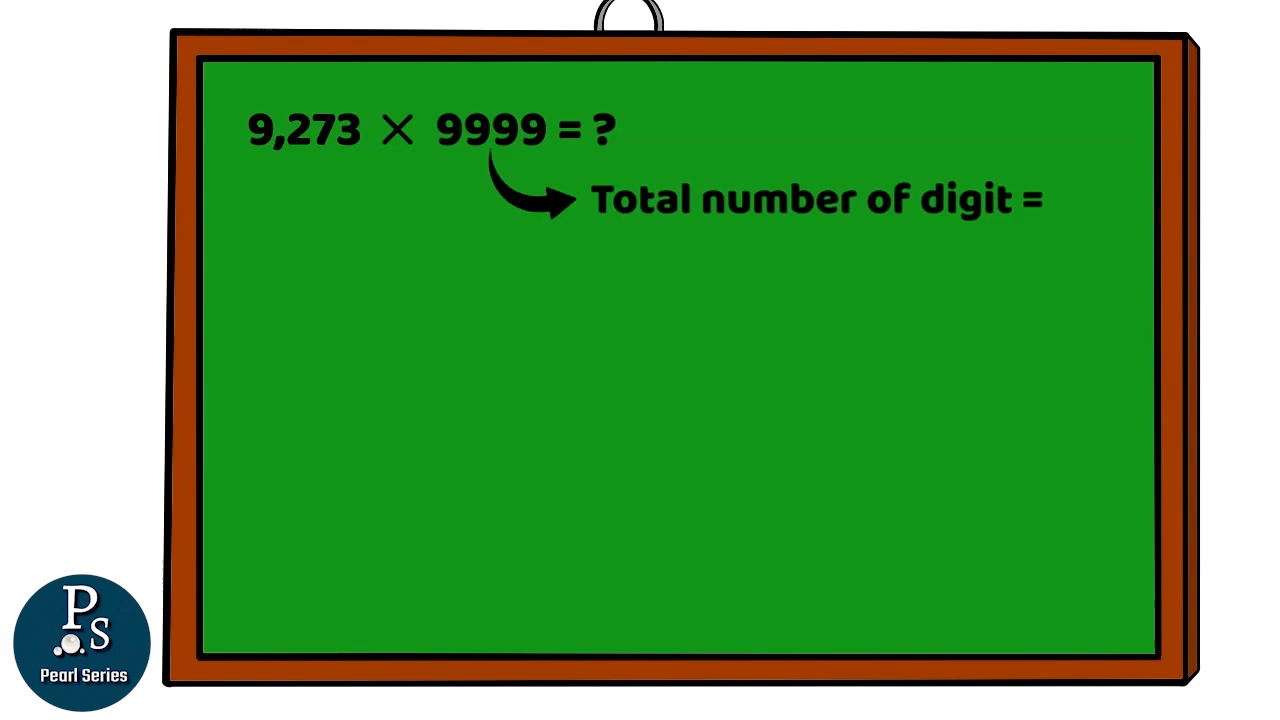 9,273 × 9999 = ?
Total number of digit =
PS
Pearl Series